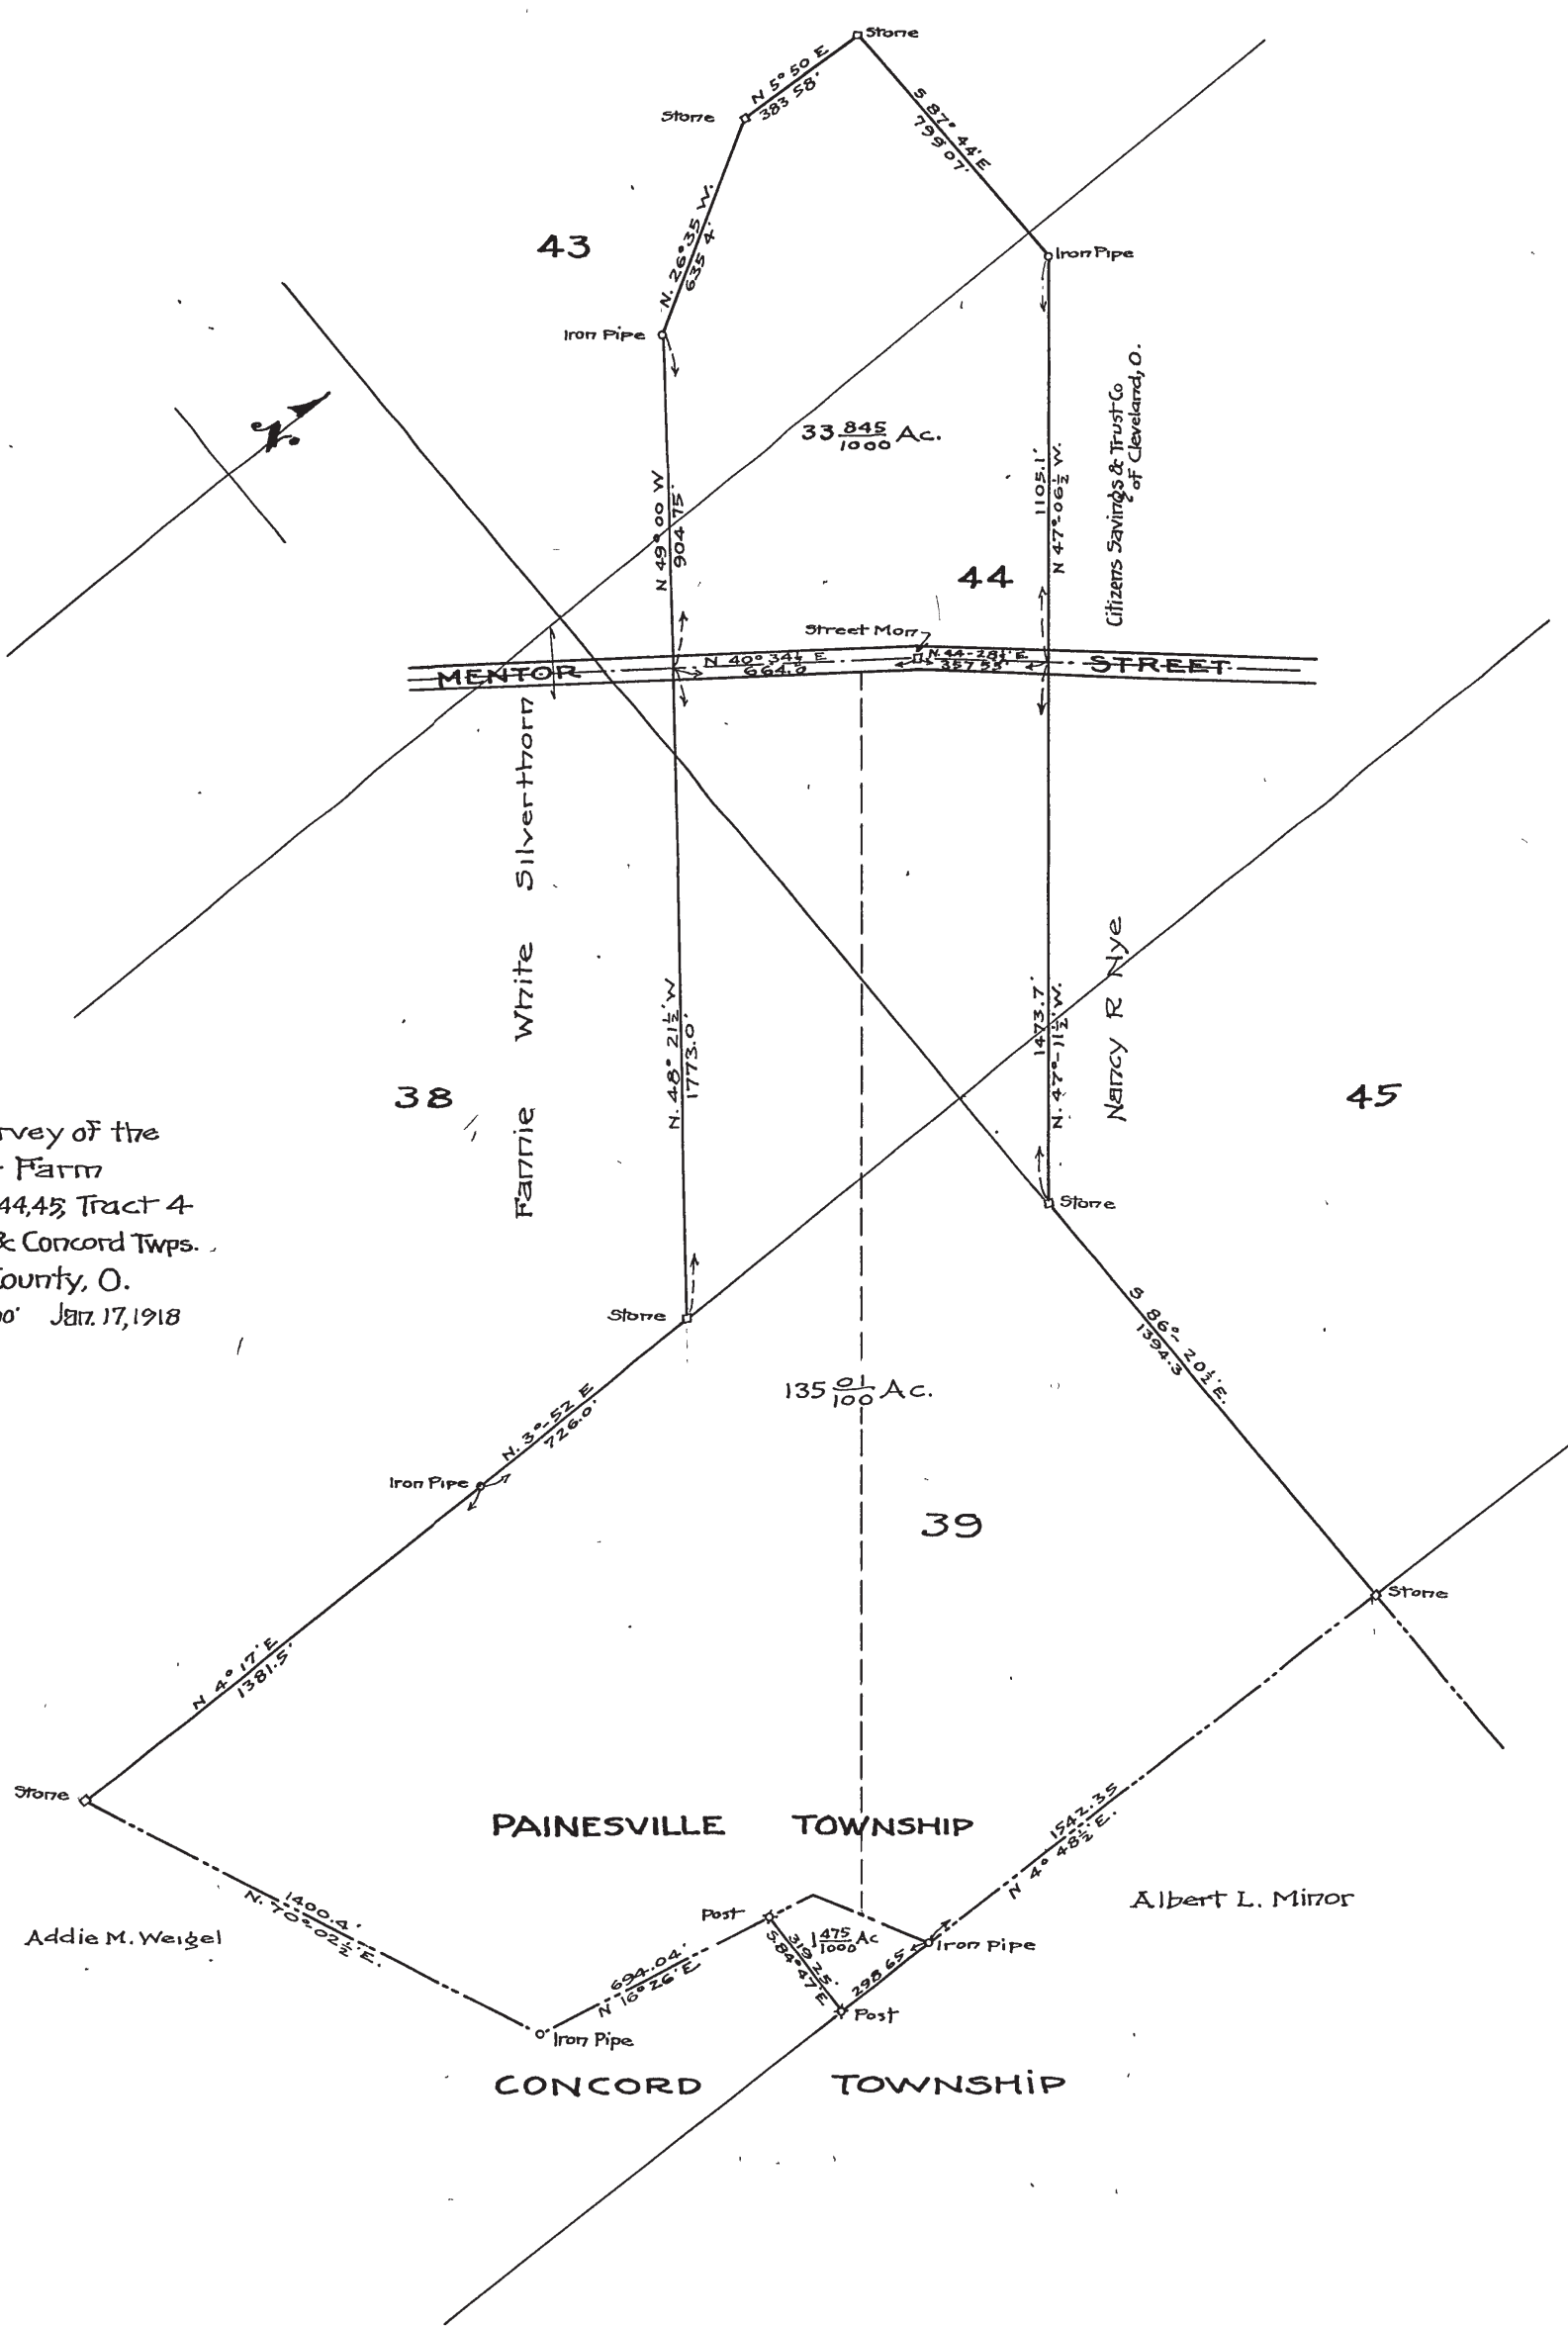 Stone
N 5° 50 E
383 58'
Stone
S 87° 44' E
799 07'
N. 26° 35 W.
635 4'
43
Iron Pipe
Iron Pipe
Citizens Savings & Trust Co
of Cleveland, O.
33 845/1000 Ac.
N 49° 00 W
904 75'
1105.1'
N 47°-06½ W.
44
Street Mon
N 40° 34½ E
664.0
N 44-28½' E
357 55'
MENTOR STREET
Fannie White Silverthorn
Nancy R Nye
N. 48° 21½' W
1773.0'
1473.7'
N. 47°-11½' W.
38
45
rvey of the
Farm
44,45, Tract 4
& Concord Twps.
County, O.
00' Jan. 17, 1918
Stone
Stone
S 86°- 20½' E.
1394.3
135 01/100 Ac.
N. 3°-52 E
726.0'
Iron Pipe
39
Stone
N 4° 17' E
1381.5'
Stone
PAINESVILLE TOWNSHIP
1542.35
N 4° 48½' E.
Albert L. Minor
Addie M. Weigel
1400.4'
N. 70°-02½' E.
Post
1 475/1000 Ac
319 25'
S. 84° 47' E
298 65
Iron Pipe
694.04'
N 16° 26' E
Post
Iron Pipe
CONCORD TOWNSHIP